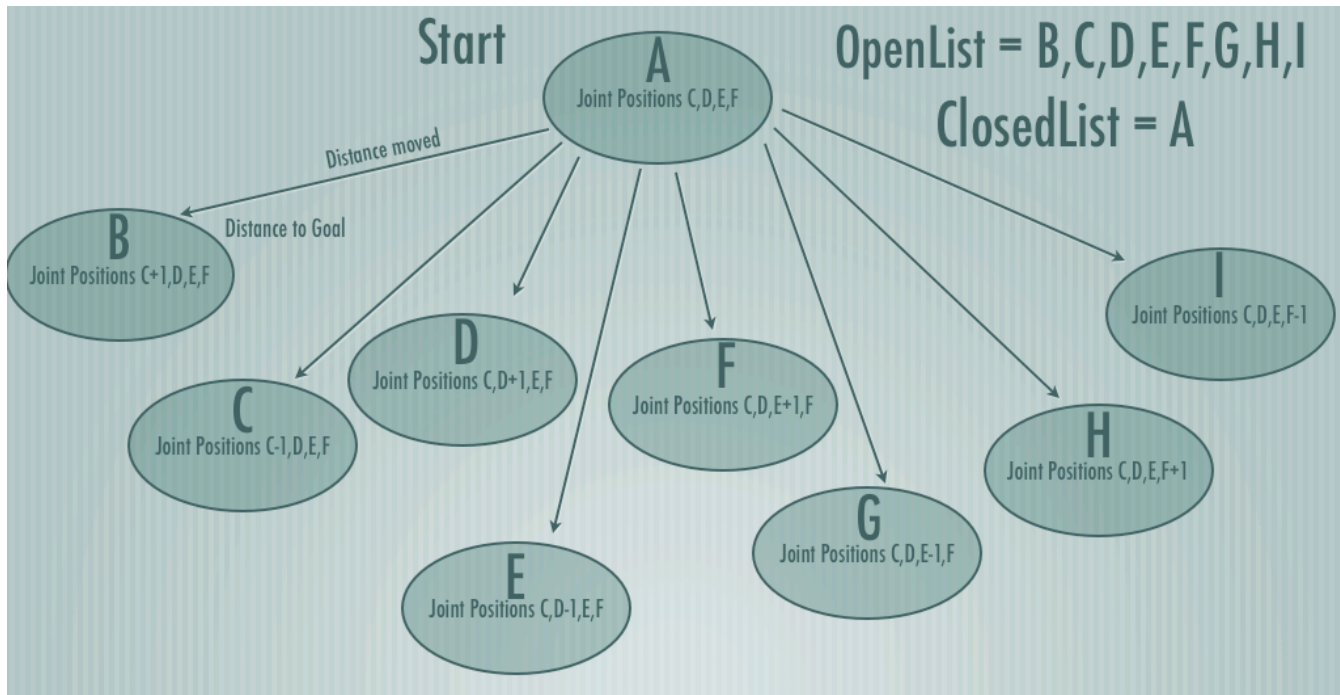 Start
A
Joint Positions C,D,E,F
OpenList = B,C,D,E,F,G,H,I
ClosedList = A
Distance moved
Distance to Goal
B
Joint Positions C+1,D,E,F
C
Joint Positions C-1,D,E,F
D
Joint Positions C,D+1,E,F
E
Joint Positions C,D-1,E,F
F
Joint Positions C,D,E+1,F
G
Joint Positions C,D,E-1,F
H
Joint Positions C,D,E,F+1
I
Joint Positions C,D,E,F-1